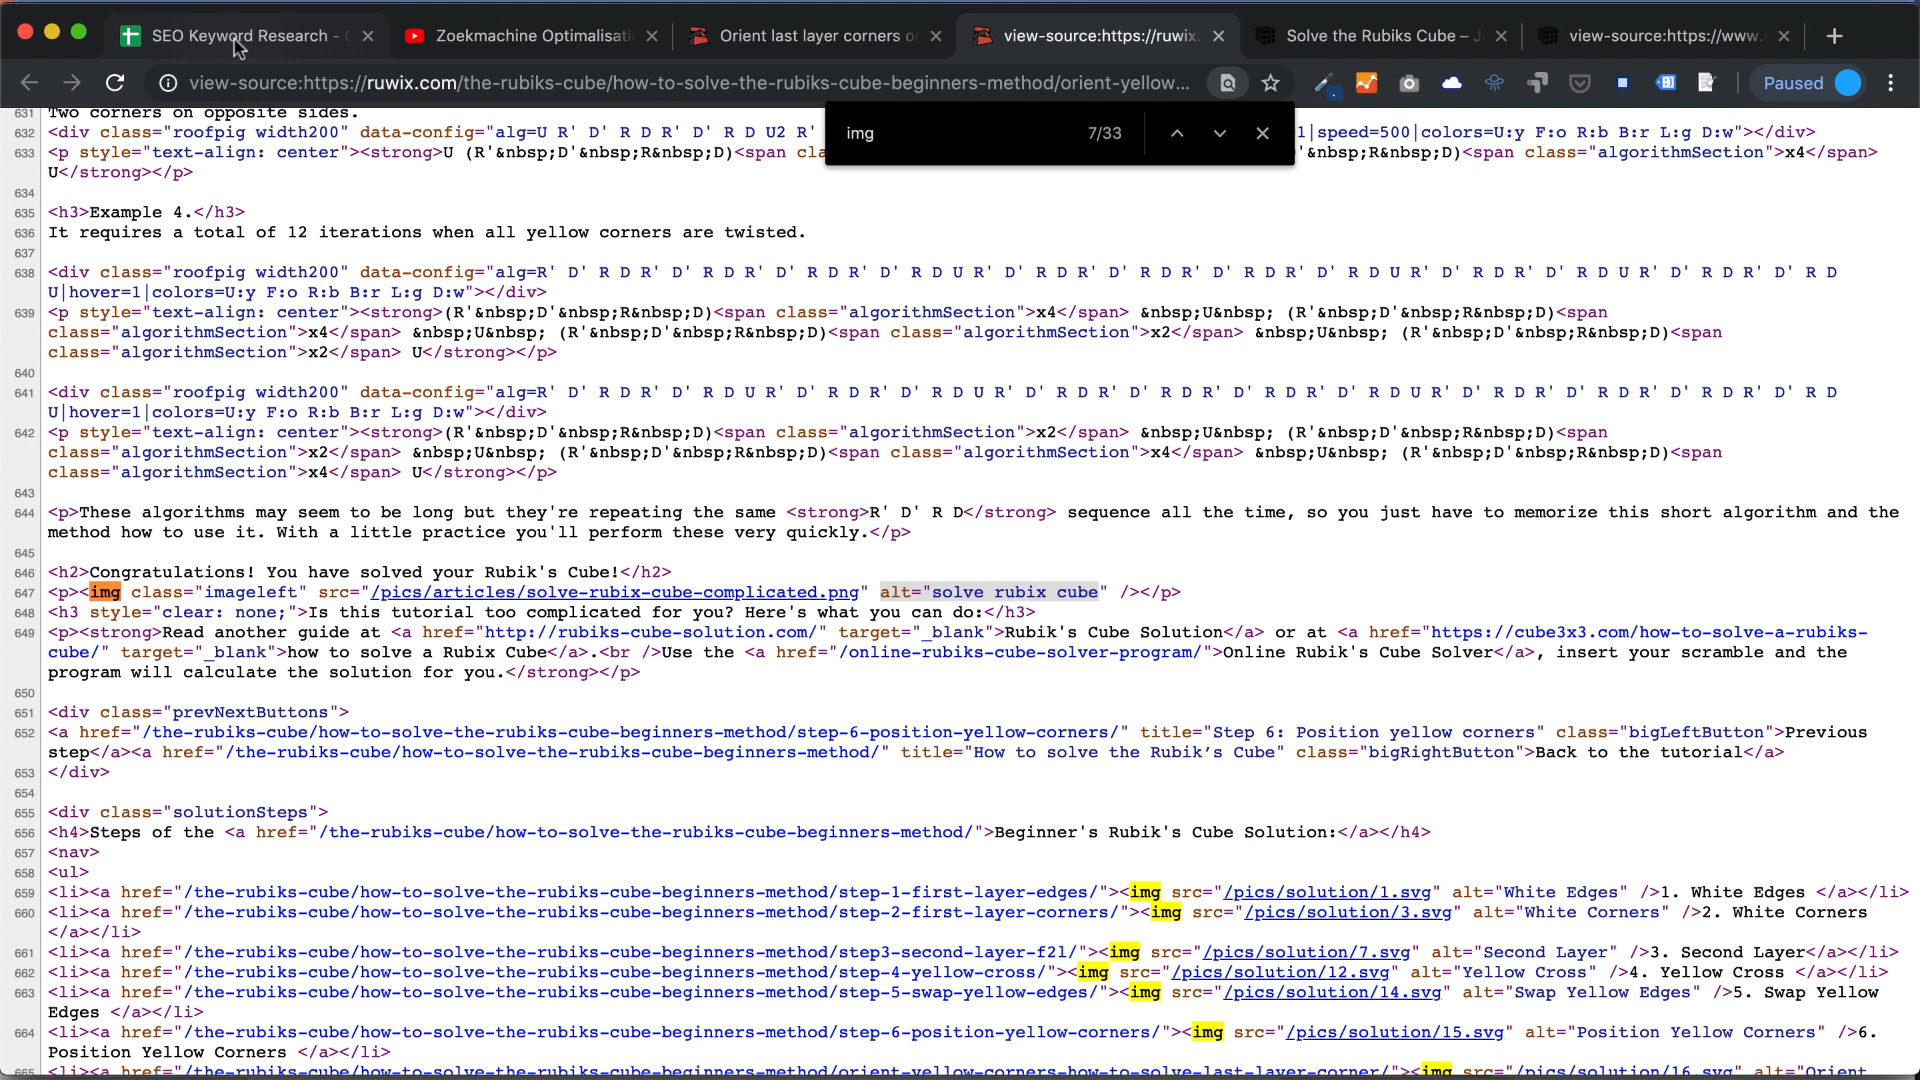 SEO Keyword Research -
Zoekmachine Optimalisati
Orient last layer corners o
view-source:https://ruwix.
Solve the Rubiks Cube –
view-source:https://www.
view-source:https://ruwix.com/the-rubiks-cube/how-to-solve-the-rubiks-cube-beginners-method/orient-yellow...
Paused
img 7/33
631 Two corners on opposite sides.
632 <div class="roofpig width200" data-config="alg=U R' D' R D R' D' R D U2 R' 1|speed=500|colors=U:y F:o R:b B:r L:g D:w"></div>
633 <p style="text-align: center"><strong>U (R'&nbsp;D'&nbsp;R&nbsp;D)<span cla '&nbsp;R&nbsp;D)<span class="algorithmSection">x4</span>
U</strong></p>
634
635 <h3>Example 4.</h3>
636 It requires a total of 12 iterations when all yellow corners are twisted.
637
638 <div class="roofpig width200" data-config="alg=R' D' R D R' D' R D R' D' R D R' D' R D U R' D' R D R' D' R D R' D' R D R' D' R D U R' D' R D R' D' R D U R' D' R D R' D' R D
U|hover=1|colors=U:y F:o R:b B:r L:g D:w"></div>
639 <p style="text-align: center"><strong>(R'&nbsp;D'&nbsp;R&nbsp;D)<span class="algorithmSection">x4</span> &nbsp;U&nbsp; (R'&nbsp;D'&nbsp;R&nbsp;D)<span
class="algorithmSection">x4</span> &nbsp;U&nbsp; (R'&nbsp;D'&nbsp;R&nbsp;D)<span class="algorithmSection">x2</span> &nbsp;U&nbsp; (R'&nbsp;D'&nbsp;R&nbsp;D)<span
class="algorithmSection">x2</span> U</strong></p>
640
641 <div class="roofpig width200" data-config="alg=R' D' R D R' D' R D U R' D' R D R' D' R D U R' D' R D R' D' R D R' D' R D R' D' R D U R' D' R D R' D' R D R' D' R D R' D' R D
U|hover=1|colors=U:y F:o R:b B:r L:g D:w"></div>
642 <p style="text-align: center"><strong>(R'&nbsp;D'&nbsp;R&nbsp;D)<span class="algorithmSection">x2</span> &nbsp;U&nbsp; (R'&nbsp;D'&nbsp;R&nbsp;D)<span
class="algorithmSection">x2</span> &nbsp;U&nbsp; (R'&nbsp;D'&nbsp;R&nbsp;D)<span class="algorithmSection">x4</span> &nbsp;U&nbsp; (R'&nbsp;D'&nbsp;R&nbsp;D)<span
class="algorithmSection">x4</span> U</strong></p>
643
644 <p>These algorithms may seem to be long but they're repeating the same <strong>R' D' R D</strong> sequence all the time, so you just have to memorize this short algorithm and the
method how to use it. With a little practice you'll perform these very quickly.</p>
645
646 <h2>Congratulations! You have solved your Rubik's Cube!</h2>
647 <p><img class="imageleft" src="/pics/articles/solve-rubix-cube-complicated.png" alt="solve rubix cube" /></p>
648 <h3 style="clear: none;">Is this tutorial too complicated for you? Here's what you can do:</h3>
649 <p><strong>Read another guide at <a href="http://rubiks-cube-solution.com/" target="_blank">Rubik's Cube Solution</a> or at <a href="https://cube3x3.com/how-to-solve-a-rubiks-
cube/" target="_blank">how to solve a Rubix Cube</a>.<br />Use the <a href="/online-rubiks-cube-solver-program/">Online Rubik's Cube Solver</a>, insert your scramble and the
program will calculate the solution for you.</strong></p>
650
651 <div class="prevNextButtons">
652 <a href="/the-rubiks-cube/how-to-solve-the-rubiks-cube-beginners-method/step-6-position-yellow-corners/" title="Step 6: Position yellow corners" class="bigLeftButton">Previous
step</a><a href="/the-rubiks-cube/how-to-solve-the-rubiks-cube-beginners-method/" title="How to solve the Rubik’s Cube" class="bigRightButton">Back to the tutorial</a>
653 </div>
654
655 <div class="solutionSteps">
656 <h4>Steps of the <a href="/the-rubiks-cube/how-to-solve-the-rubiks-cube-beginners-method/">Beginner's Rubik's Cube Solution:</a></h4>
657 <nav>
658 <ul>
659 <li><a href="/the-rubiks-cube/how-to-solve-the-rubiks-cube-beginners-method/step-1-first-layer-edges/"><img src="/pics/solution/1.svg" alt="White Edges" />1. White Edges </a></li>
660 <li><a href="/the-rubiks-cube/how-to-solve-the-rubiks-cube-beginners-method/step-2-first-layer-corners/"><img src="/pics/solution/3.svg" alt="White Corners" />2. White Corners
</a></li>
661 <li><a href="/the-rubiks-cube/how-to-solve-the-rubiks-cube-beginners-method/step3-second-layer-f2l/"><img src="/pics/solution/7.svg" alt="Second Layer" />3. Second Layer</a></li>
662 <li><a href="/the-rubiks-cube/how-to-solve-the-rubiks-cube-beginners-method/step-4-yellow-cross/"><img src="/pics/solution/12.svg" alt="Yellow Cross" />4. Yellow Cross </a></li>
663 <li><a href="/the-rubiks-cube/how-to-solve-the-rubiks-cube-beginners-method/step-5-swap-yellow-edges/"><img src="/pics/solution/14.svg" alt="Swap Yellow Edges" />5. Swap Yellow
Edges </a></li>
664 <li><a href="/the-rubiks-cube/how-to-solve-the-rubiks-cube-beginners-method/step-6-position-yellow-corners/"><img src="/pics/solution/15.svg" alt="Position Yellow Corners" />6.
Position Yellow Corners </a></li>
665 <li><a href="/the-rubiks-cube/how-to-solve-the-rubiks-cube-beginners-method/orient-yellow-corners-how-to-solve-last-layer-corner/"><img src="/pics/solution/16.svg" alt="Orient